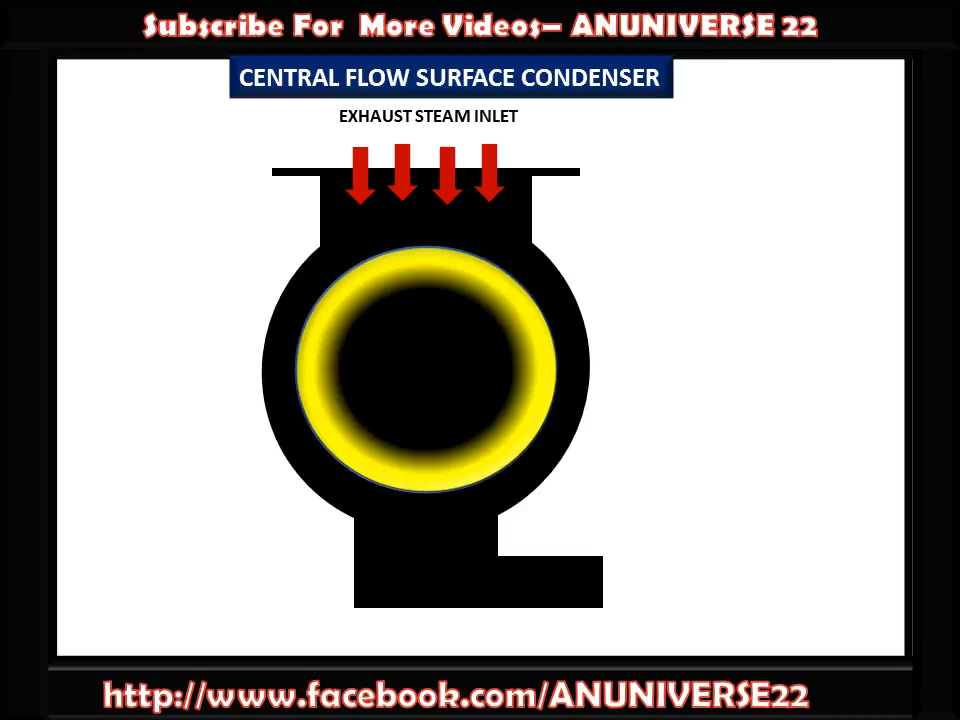 Subscribe For More Videos– ANUNIVERSE 22
CENTRAL FLOW SURFACE CONDENSER
EXHAUST STEAM INLET
http://www.facebook.com/ANUNIVERSE22